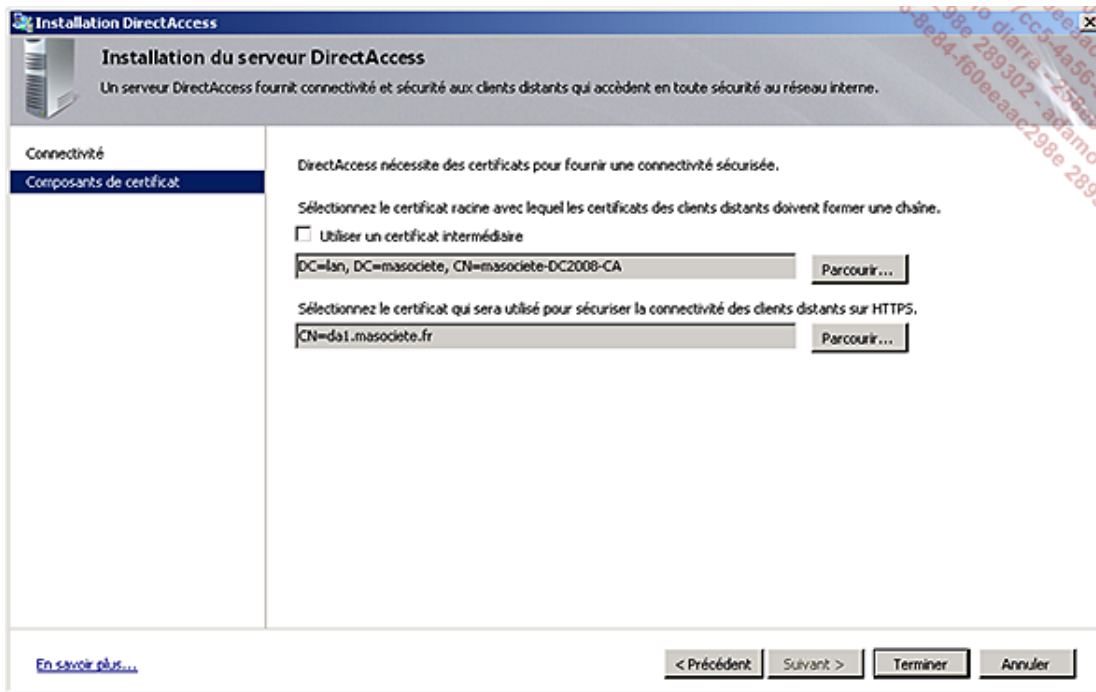 Installation DirectAccess
Installation du serveur DirectAccess
Un serveur DirectAccess fournit connectivité et sécurité aux clients distants qui accèdent en toute sécurité au réseau interne.
Connectivité
Composants de certificat
DirectAccess nécessite des certificats pour fournir une connectivité sécurisée.
Sélectionnez le certificat racine avec lequel les certificats des clients distants doivent former une chaîne.
Utiliser un certificat intermédiaire
DC=lan, DC=masociete, CN=masociete-DC2008-CA
Parcourir...
Sélectionnez le certificat qui sera utilisé pour sécuriser la connectivité des clients distants sur HTTPS.
CN=da1.masociete.fr
Parcourir...
En savoir plus...
< Précédent
Suivant >
Terminer
Annuler